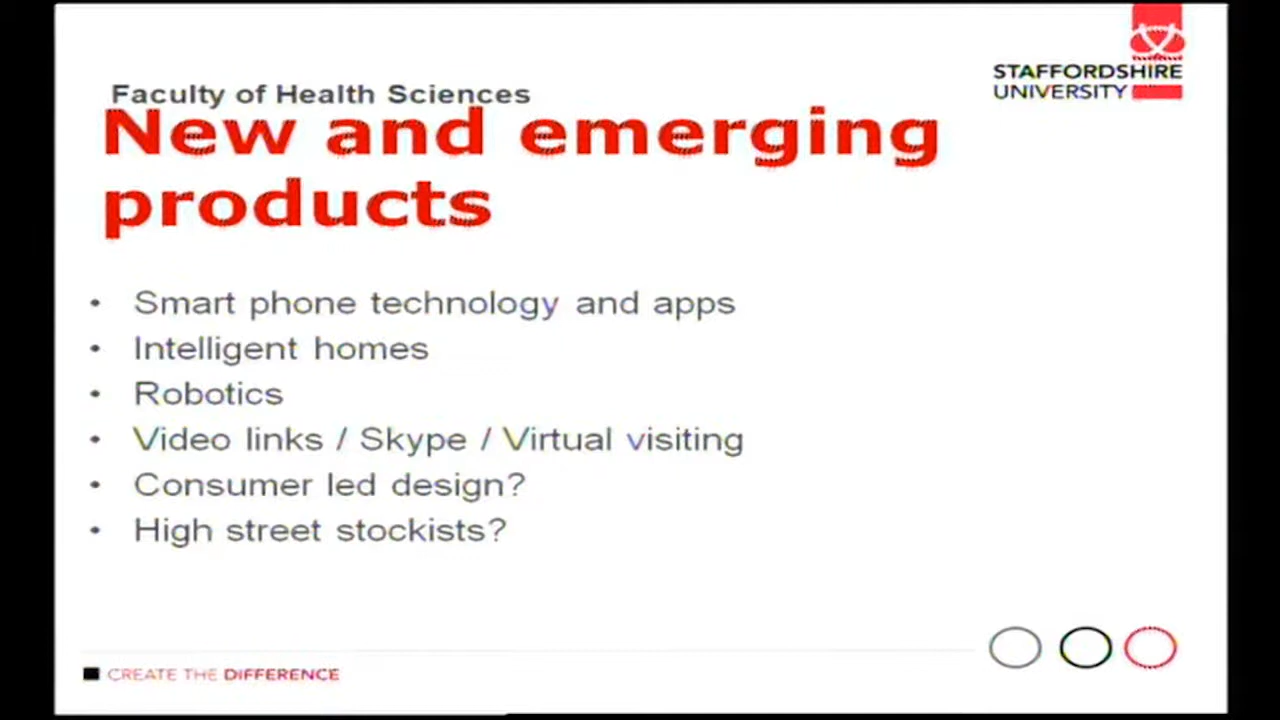 STAFFORDSHIRE
UNIVERSITY
Faculty of Health Sciences
New and emerging
products
• Smart phone technology and apps
• Intelligent homes
• Robotics
• Video links / Skype / Virtual visiting
• Consumer led design?
• High street stockists?
CREATE THE DIFFERENCE